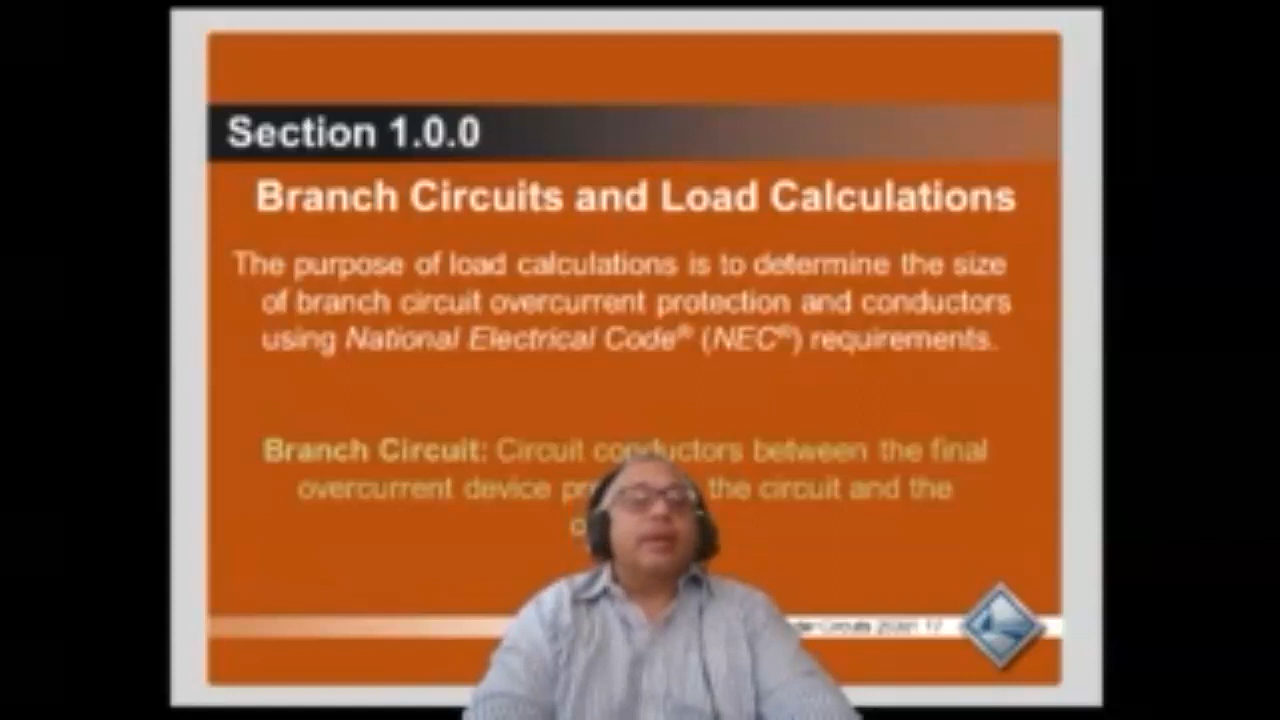 Section 1.0.0
Branch Circuits and Load Calculations
The purpose of load calculations is to determine the size
of branch circuit overcurrent protection and conductors
using National Electrical Code® (NEC®) requirements.
Branch Circuit: Circuit conductors between the final
overcurrent device the circuit and the
Circuits